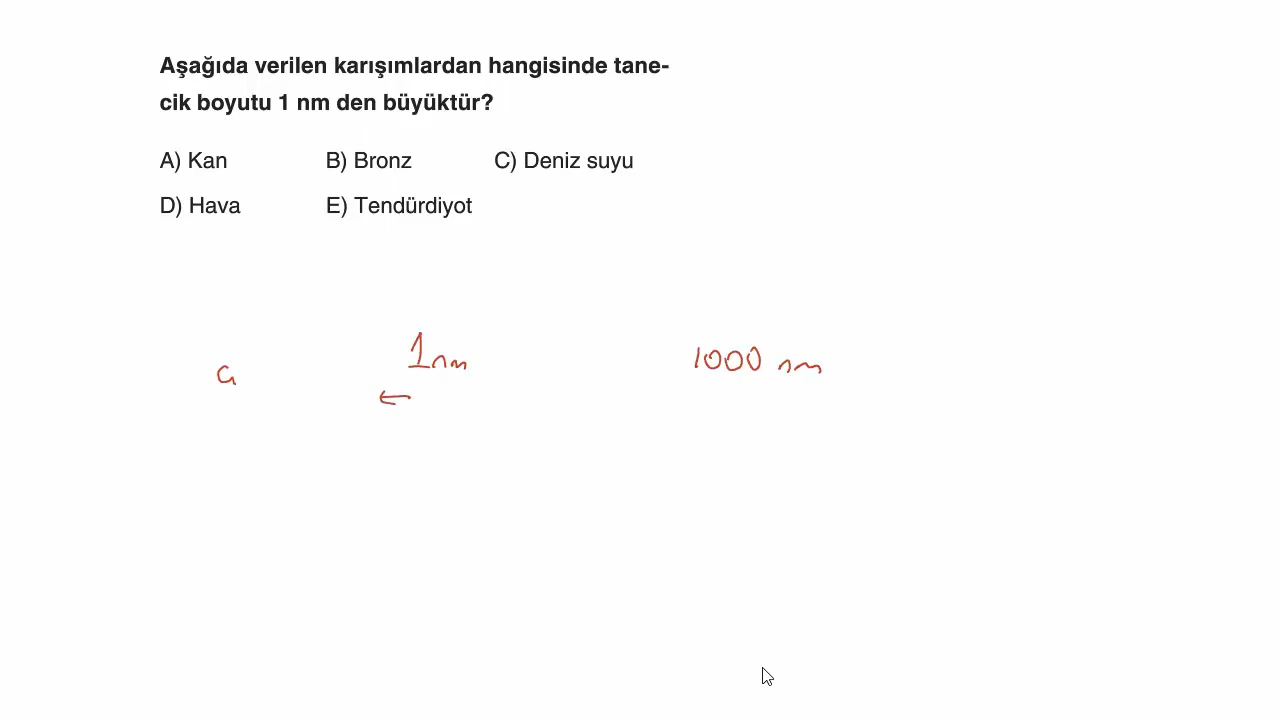 Aşağıda verilen karışımlardan hangisinde tane-
cik boyutu 1 nm den büyüktür?
A) Kan B) Bronz C) Deniz suyu
D) Hava E) Tendürdiyot
1nm 1000 nm